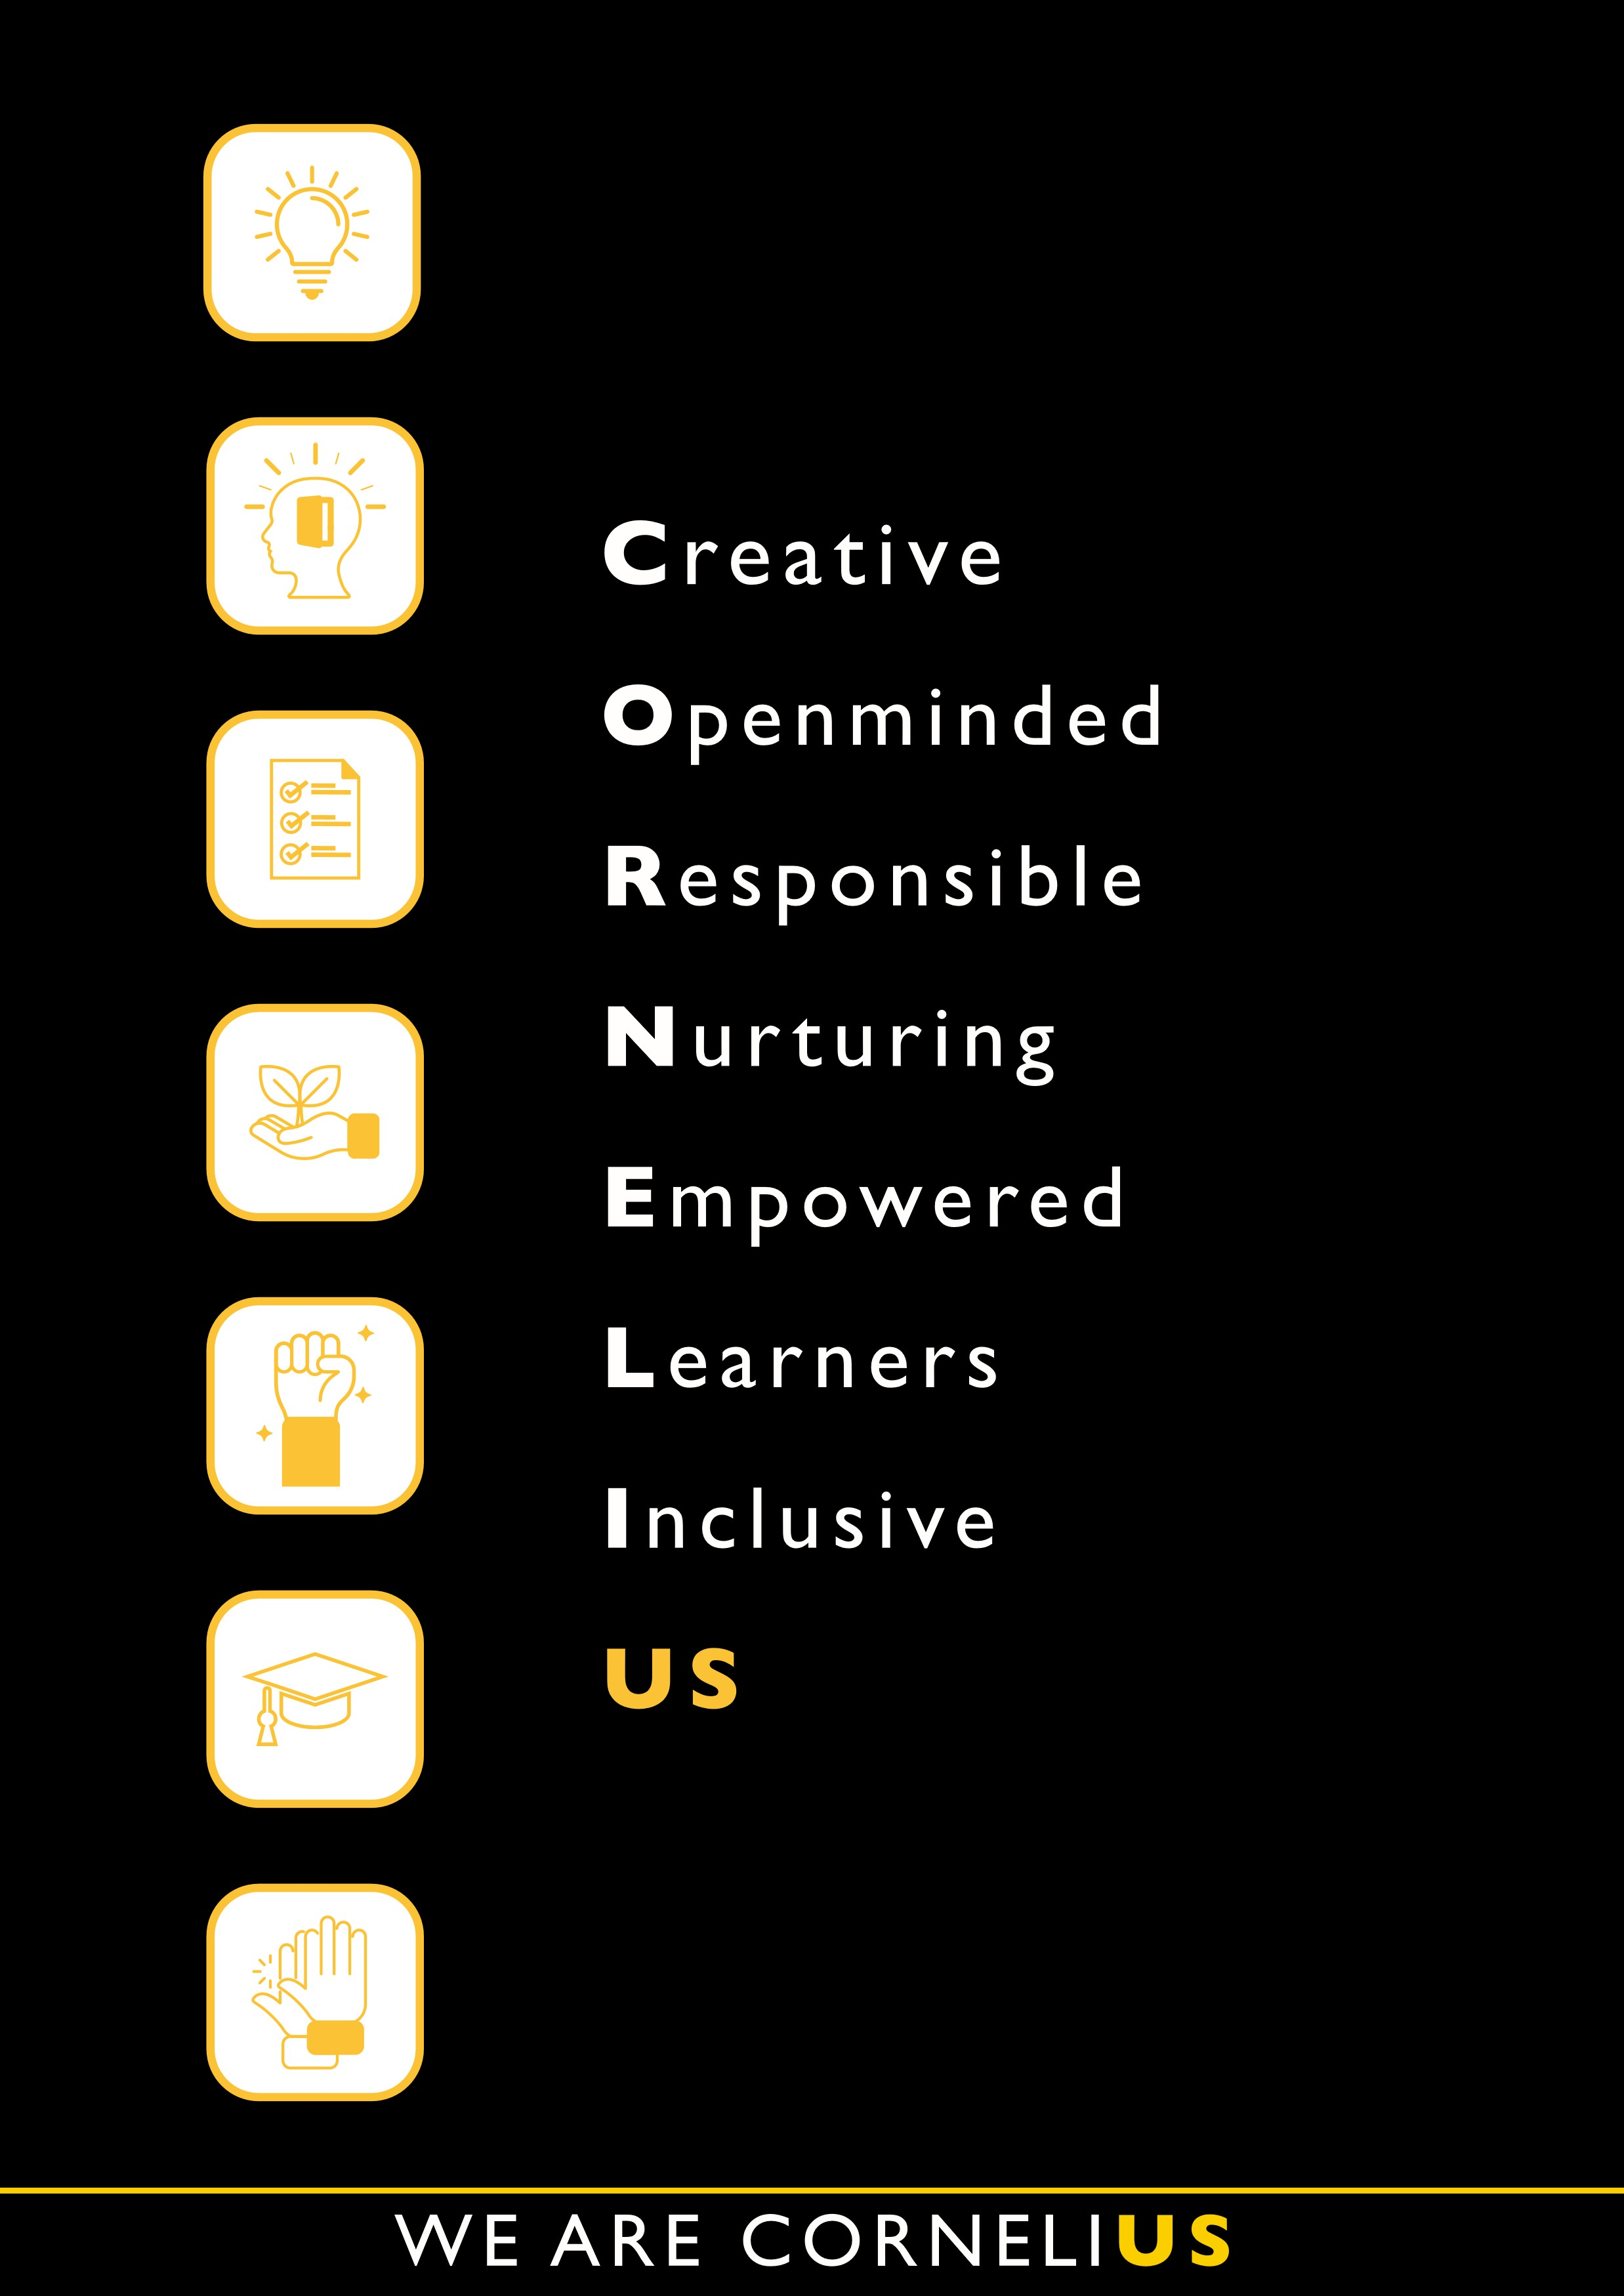 Creative
Openminded
Responsible
Nurturing
Empowered
Learners
Inclusive
US
WE ARE CORNELIUS